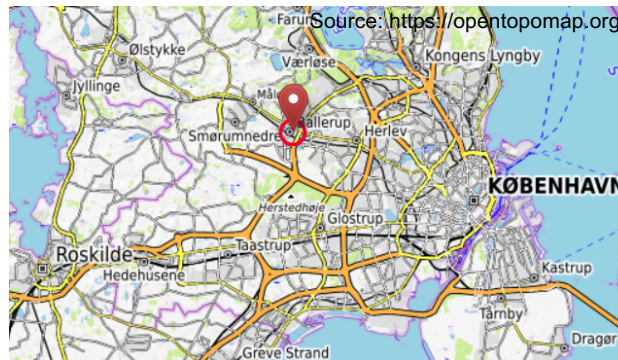 Source: https://opentopomap.org
Farum
Ølstykke
Værløse
Kongens Lyngby
Jyllinge
Målø
Ballerup
Smørumnedre
Herlev
KØBENHAVN
Herstedhøje
Glostrup
Roskilde
Taastrup
Hedehusene
Kastrup
Tårnby
Greve Strand
Dragør